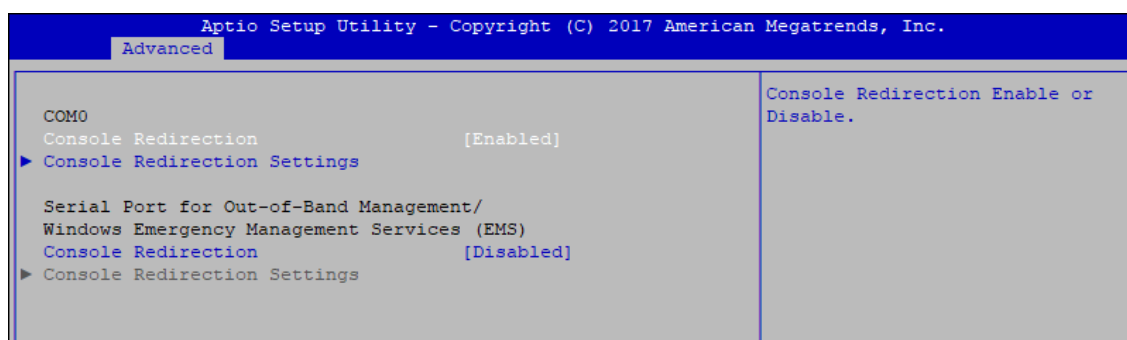 Aptio Setup Utility - Copyright (C) 2017 American Megatrends, Inc.
Advanced
COM0
Console Redirection [Enabled]
► Console Redirection Settings
Serial Port for Out-of-Band Management/
Windows Emergency Management Services (EMS)
Console Redirection [Disabled]
► Console Redirection Settings
Console Redirection Enable or
Disable.